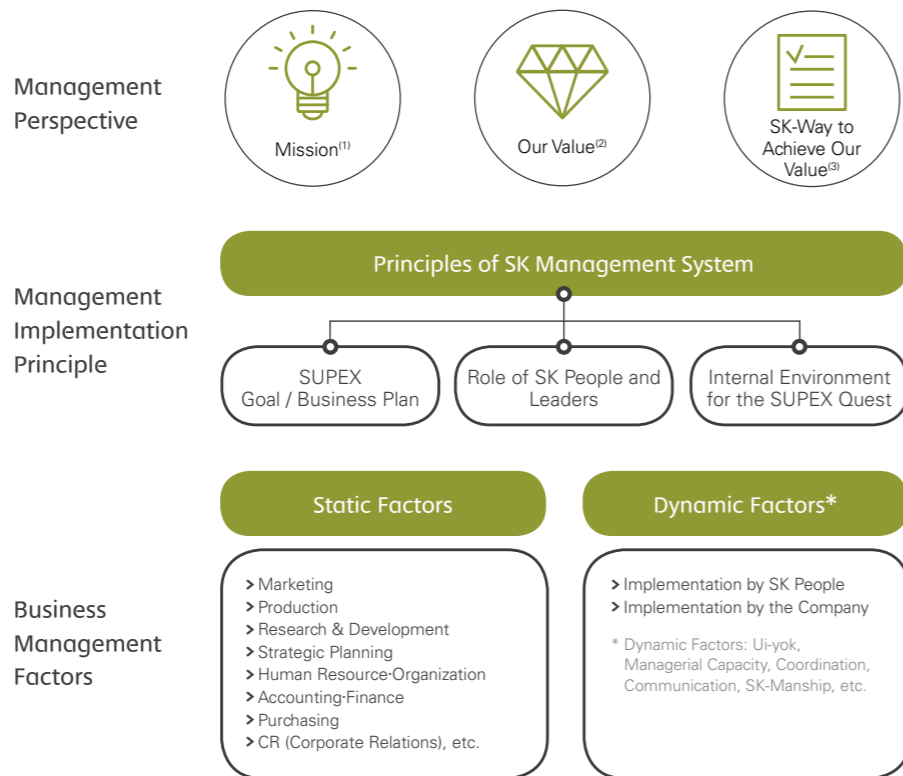 Management
Perspective
Mission(1)
Our Value(2)
SK-Way to
Achieve Our
Value(3)
Management
Implementation
Principle
Principles of SK Management System
SUPEX
Goal / Business Plan
Role of SK People and
Leaders
Internal Environment
for the SUPEX Quest
Business
Management
Factors
Static Factors
> Marketing
> Production
> Research & Development
> Strategic Planning
> Human Resource·Organization
> Accounting·Finance
> Purchasing
> CR (Corporate Relations), etc.
Dynamic Factors*
> Implementation by SK People
> Implementation by the Company
* Dynamic Factors: Ui-yok,
Managerial Capacity, Coordination,
Communication, SK-Manship, etc.